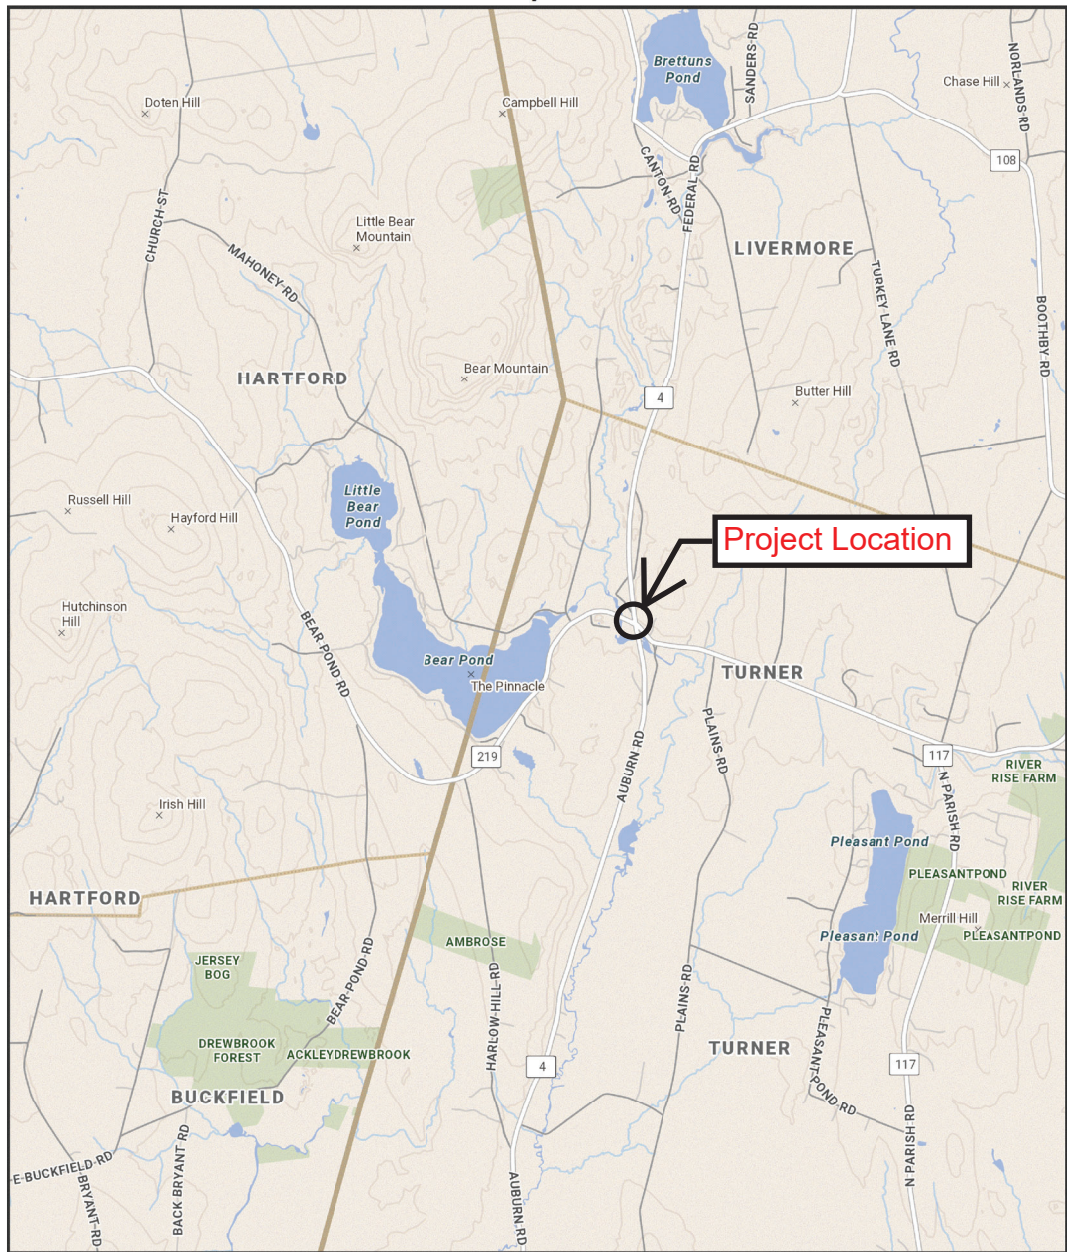 Brettuns
Pond
SANDERS RD
NORLANDS RD
Chase Hill
Doten Hill
Campbell Hill
108
CANTON RD
FEDERAL RD
CHURCH ST
Little Bear
Mountain
MAHONEY RD
LIVERMORE
TURKEY LANE RD
BOOTHBY RD
HARTFORD
Bear Mountain
4
Butter Hill
Little
Bear
Pond
Russell Hill
Hayford Hill
Project Location
Hutchinson
Hill
BEAR POND RD
Bear Pond
The Pinnacle
TURNER
PLAINS RD
AUBURN RD
219
117
RIVER
RISE FARM
N PARISH RD
Irish Hill
Pleasant Pond
PLEASANTPOND
RIVER
RISE FARM
HARTFORD
Merrill Hill
Pleasant Pond
PLEASANTPOND
AMBROSE
JERSEY
BOG
BEAR POND RD
HARLOW HILL RD
PLAINS RD
DREWBROOK
FOREST
ACKLEYDREWBROOK
TURNER
PLEASANT POND RD
4
117
BUCKFIELD
E BUCKFIELD RD
BRYANT RD
BACK BRYANT RD
AUBURN RD
N PARISH RD